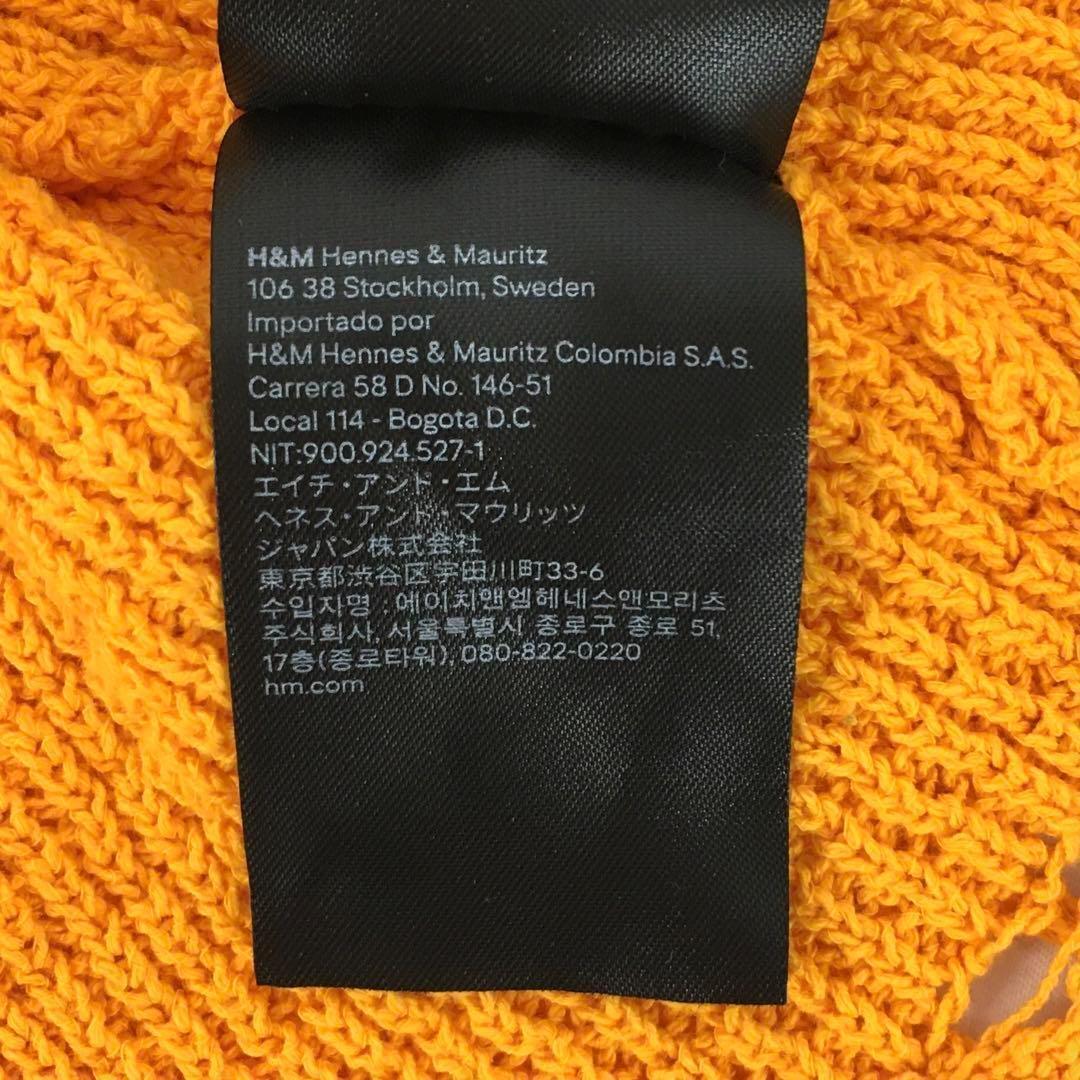 H&M Hennes & Mauritz
106 38 Stockholm, Sweden
Importado por
H&M Hennes & Mauritz Colombia S.A.S.
Carrera 58 D No. 146-51
Local 114 - Bogota D.C.
NIT:900.924.527-1
エイチ・アンド・エム
ヘネス・アンド・マウリッツ
ジャパン株式会社
東京都渋谷区宇田川町33-6
수입자명 : 에이치앤엠헤네스앤모리츠
주식회사, 서울특별시 종로구 종로 51,
17층(종로타워), 080-822-0220
hm.com